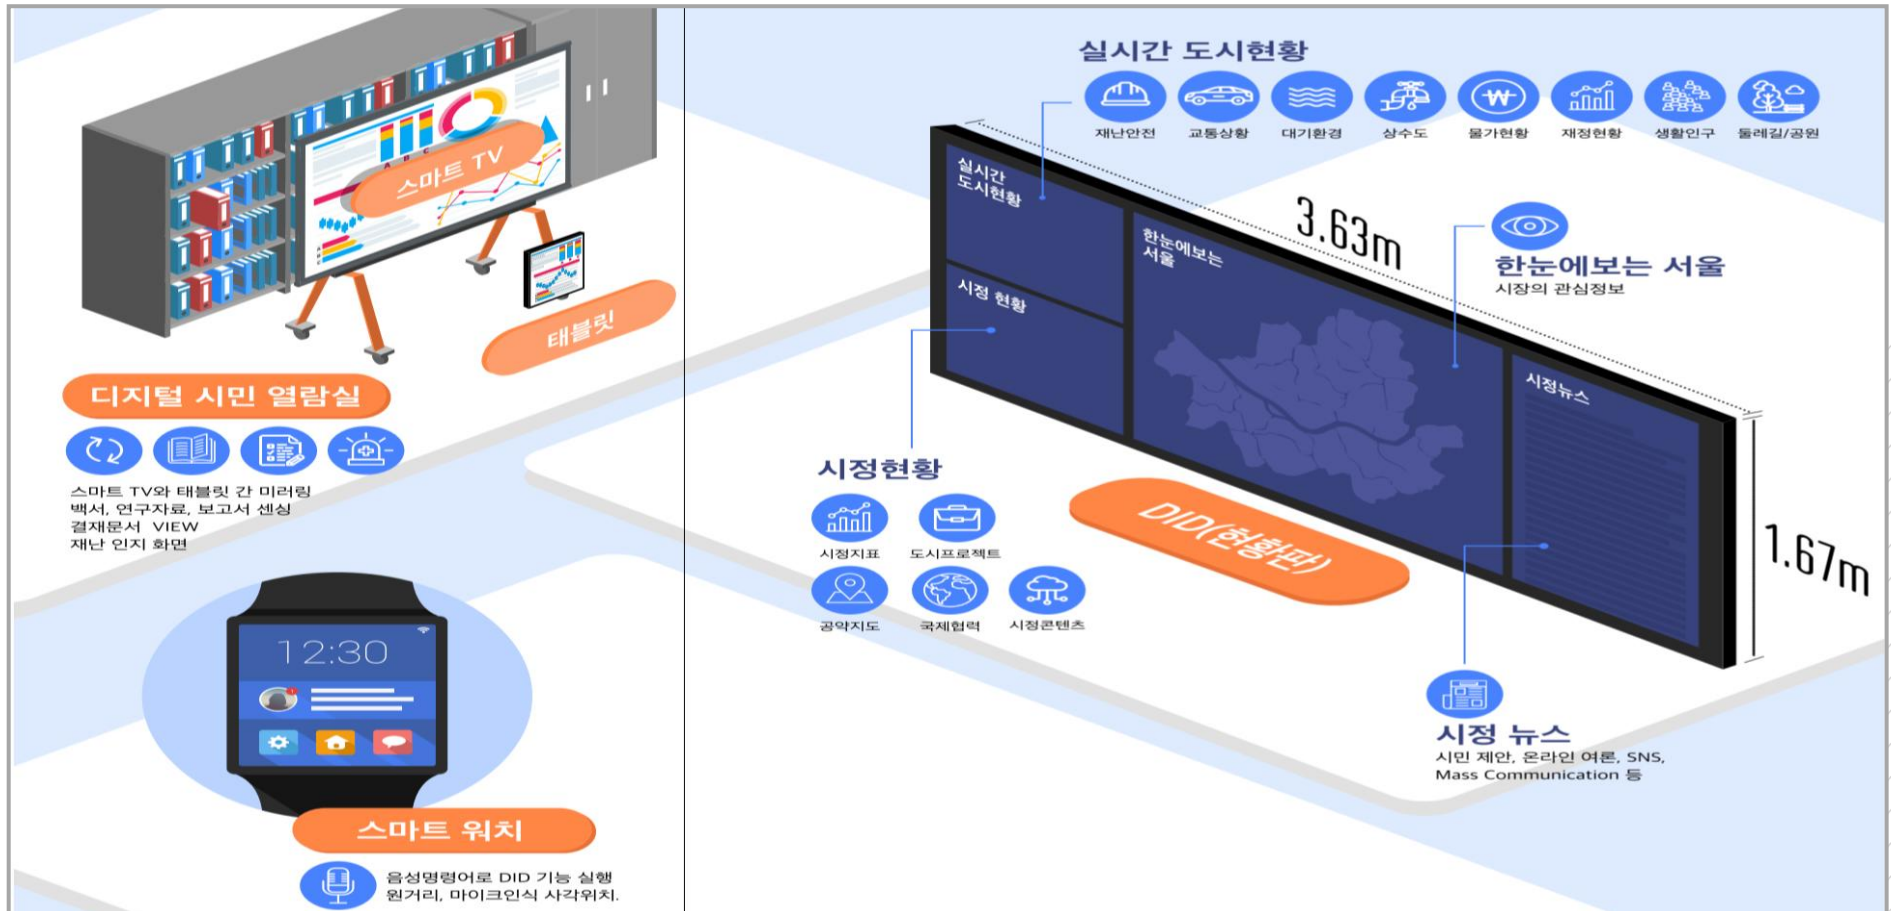 스마트 TV
A B C
태블릿
디지털 시민 열람실
스마트 TV와 태블릿 간 미러링
백서, 연구자료, 보고서 센싱
결재문서 VIEW
재난 인지 화면
12:30
스마트 워치
음성명령어로 DID 기능 실행
원거리, 마이크인식 사각위치.
실시간 도시현황
재난안전
교통상황
대기환경
상수도
물가현황
재정현황
생활인구
둘레길/공원
실시간
도시현황
시정 현황
한눈에보는
서울
시정뉴스
3.63m
1.67m
한눈에보는 서울
시장의 관심정보
시정현황
시정지표
도시프로젝트
공약지도
국제협력
시정콘텐츠
DID(현황판)
시정 뉴스
시민 제안, 온라인 여론, SNS,
Mass Communication 등